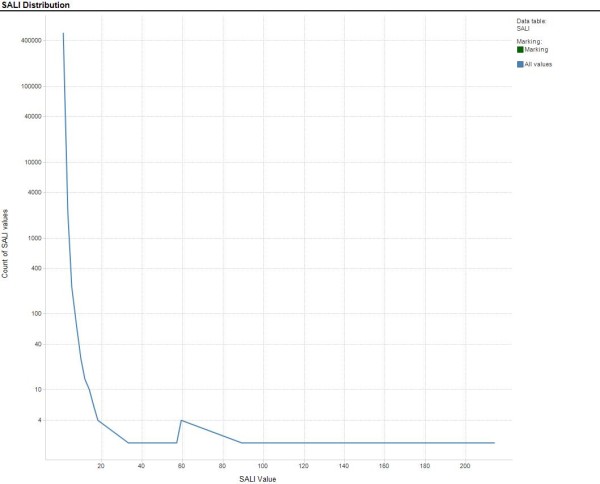 SALI Distribution
Data table:
SALI
Marking:
Marking
All values
Count of SALI values
400000
100000
40000
10000
4000
1000
400
100
40
10
4
20 40 60 80 100 120 140 160 180 200
SALI Value